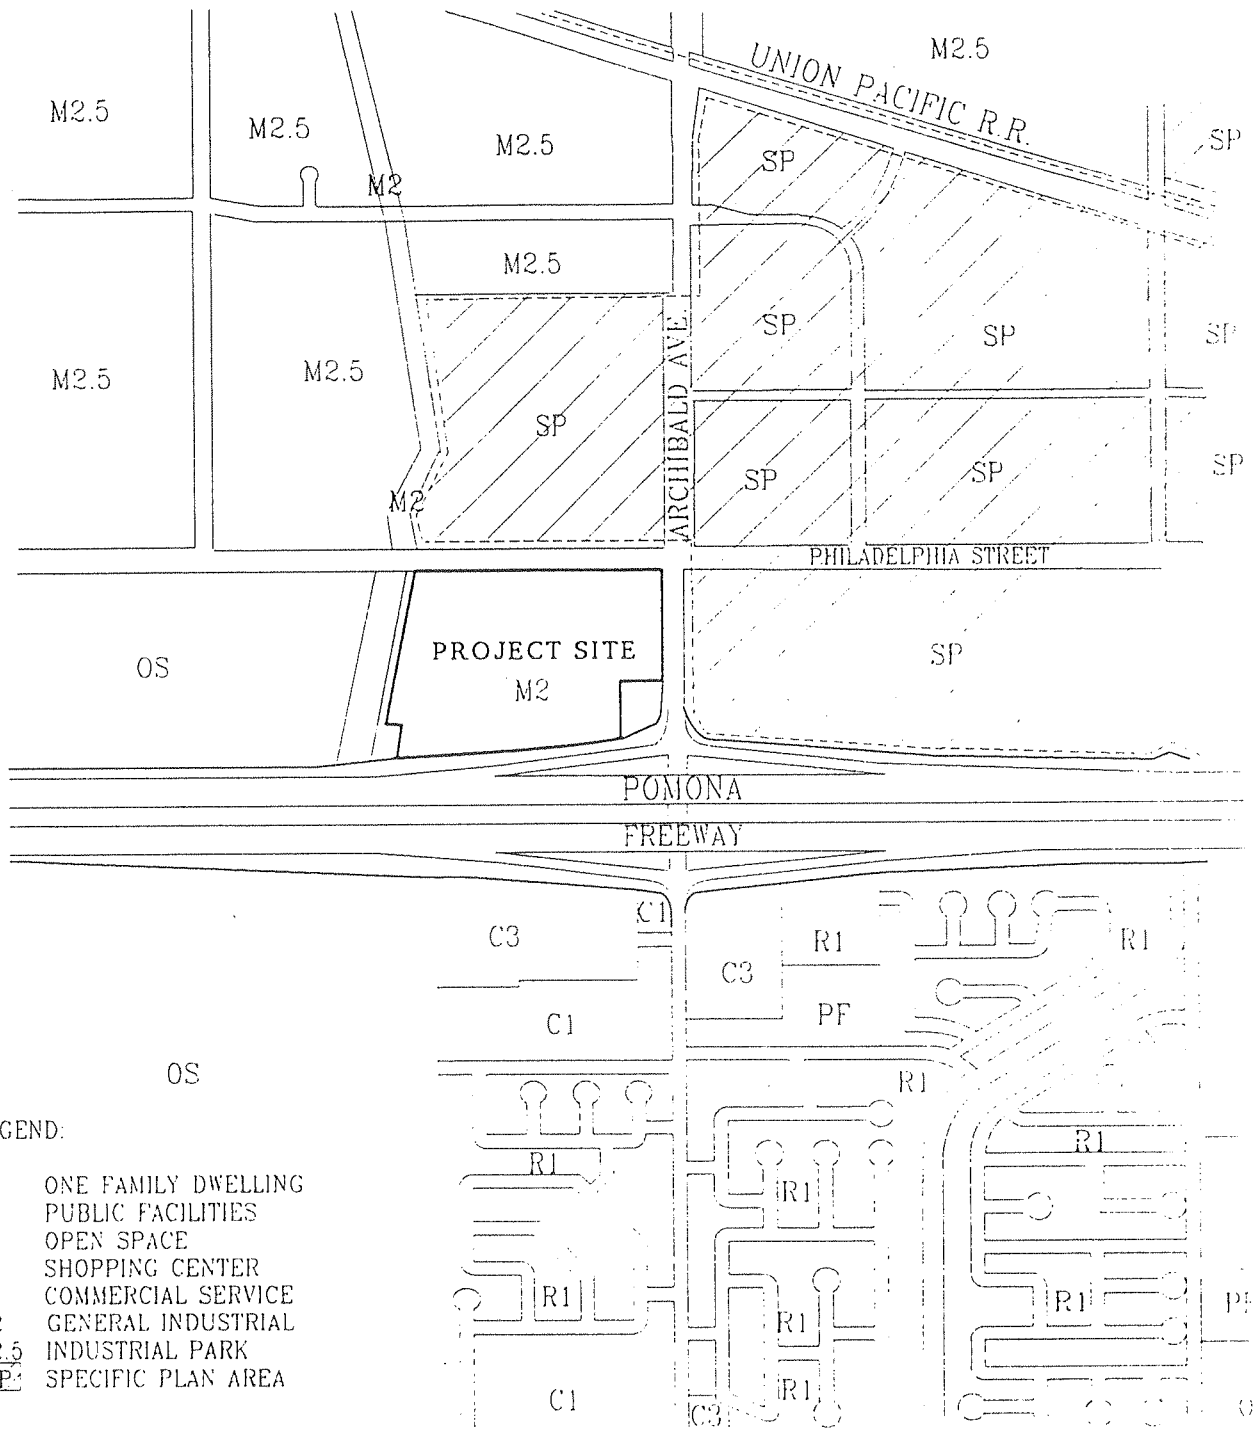 M2.5
UNION PACIFIC R.R.
M2.5
M2.5
M2.5
SP
SP
M2
M2.5
SP
SP
SP
M2.5
M2.5
SP
ARCHIBALD AVE.
SP
SP
SP
M2
PHILADELPHIA STREET
PROJECT SITE
M2
OS
SP
POMONA
FREEWAY
C1
C3
R1
R1
C3
C1
PF
OS
R1
GEND:
R1
R1
R1
ONE FAMILY DWELLING
PUBLIC FACILITIES
OPEN SPACE
SHOPPING CENTER
COMMERCIAL SERVICE
GENERAL INDUSTRIAL
.5 INDUSTRIAL PARK
SPECIFIC PLAN AREA
R1
R1
R1
R1
C1
C3